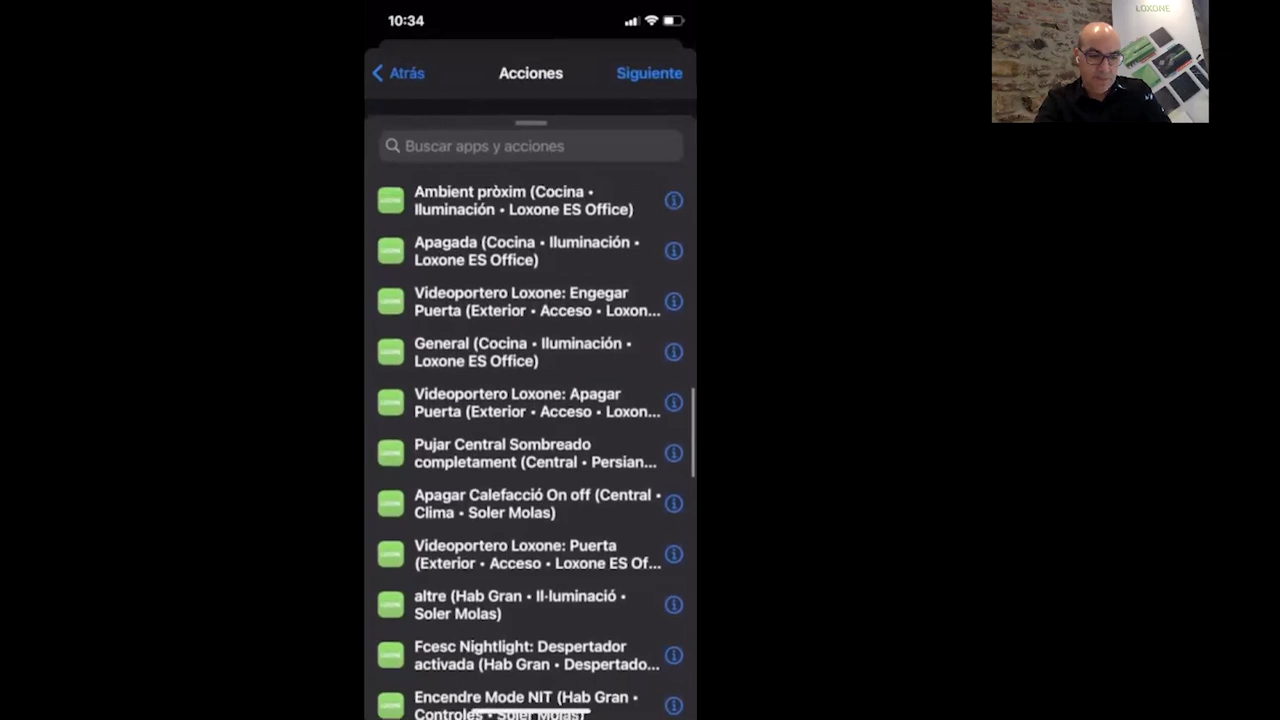 10:34
LOXONE
Atrás
Acciones
Siguiente
Buscar apps y acciones
Ambient pròxim (Cocina •
Iluminación • Loxone ES Office)
Apagada (Cocina • Iluminación •
Loxone ES Office)
Videoportero Loxone: Engegar
Puerta (Exterior • Acceso • Loxon...
General (Cocina • Iluminación •
Loxone ES Office)
Videoportero Loxone: Apagar
Puerta (Exterior • Acceso • Loxon...
Pujar Central Sombreado
completament (Central • Persian...
Apagar Calefacció On off (Central •
Clima • Soler Molas)
Videoportero Loxone: Puerta
(Exterior • Acceso • Loxone ES Of...
altre (Hab Gran • Il·luminació •
Soler Molas)
Fcesc Nightlight: Despertador
activada (Hab Gran • Despertado...
Encendre Mode NIT (Hab Gran •
Controles • Soler Molas)